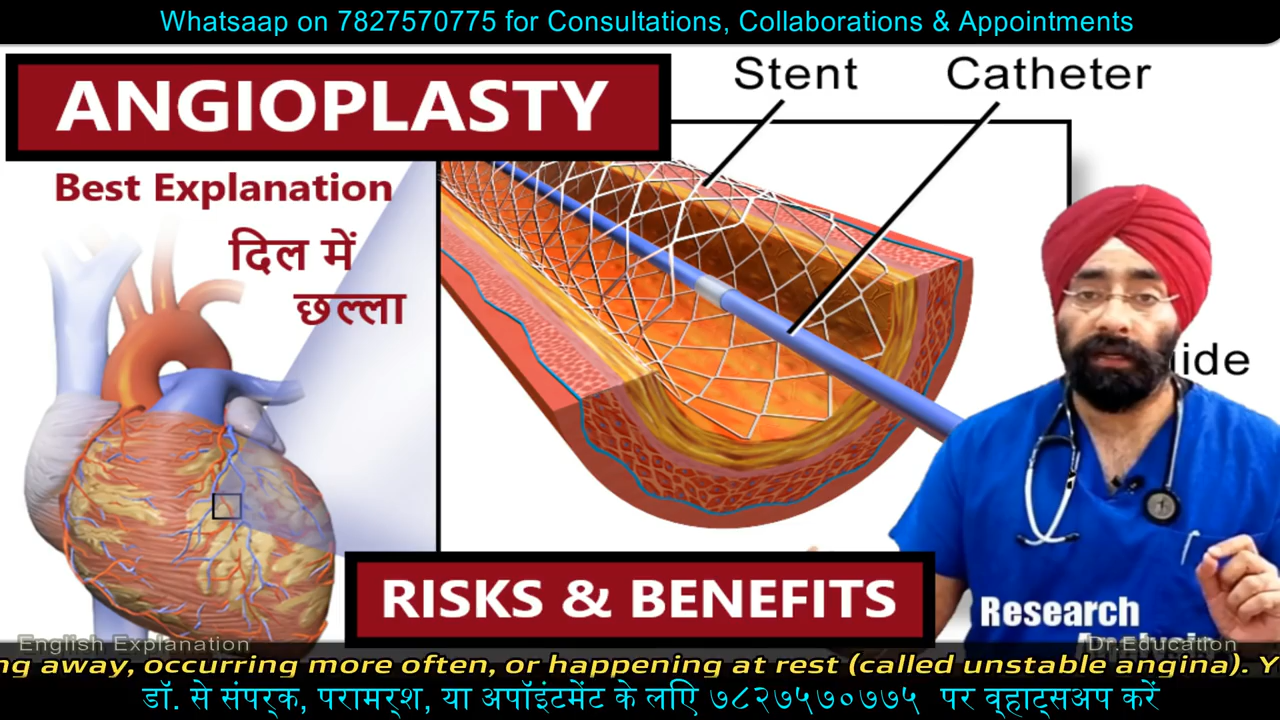 Whatsaap on 7827570775 for Consultations, Collaborations & Appointments
ANGIOPLASTY
Stent
Catheter
Best Explanation
दिल में
छल्ला
ide
RISKS & BENEFITS
Research
English Explanation
Dr.Education
ng away, occurring more often, or happening at rest (called unstable angina). Y
डॉ. से संपर्क, परामर्श, या अपॉइंटमेंट के लिए ७८२७५७०७७५ पर व्हाट्सअप करें